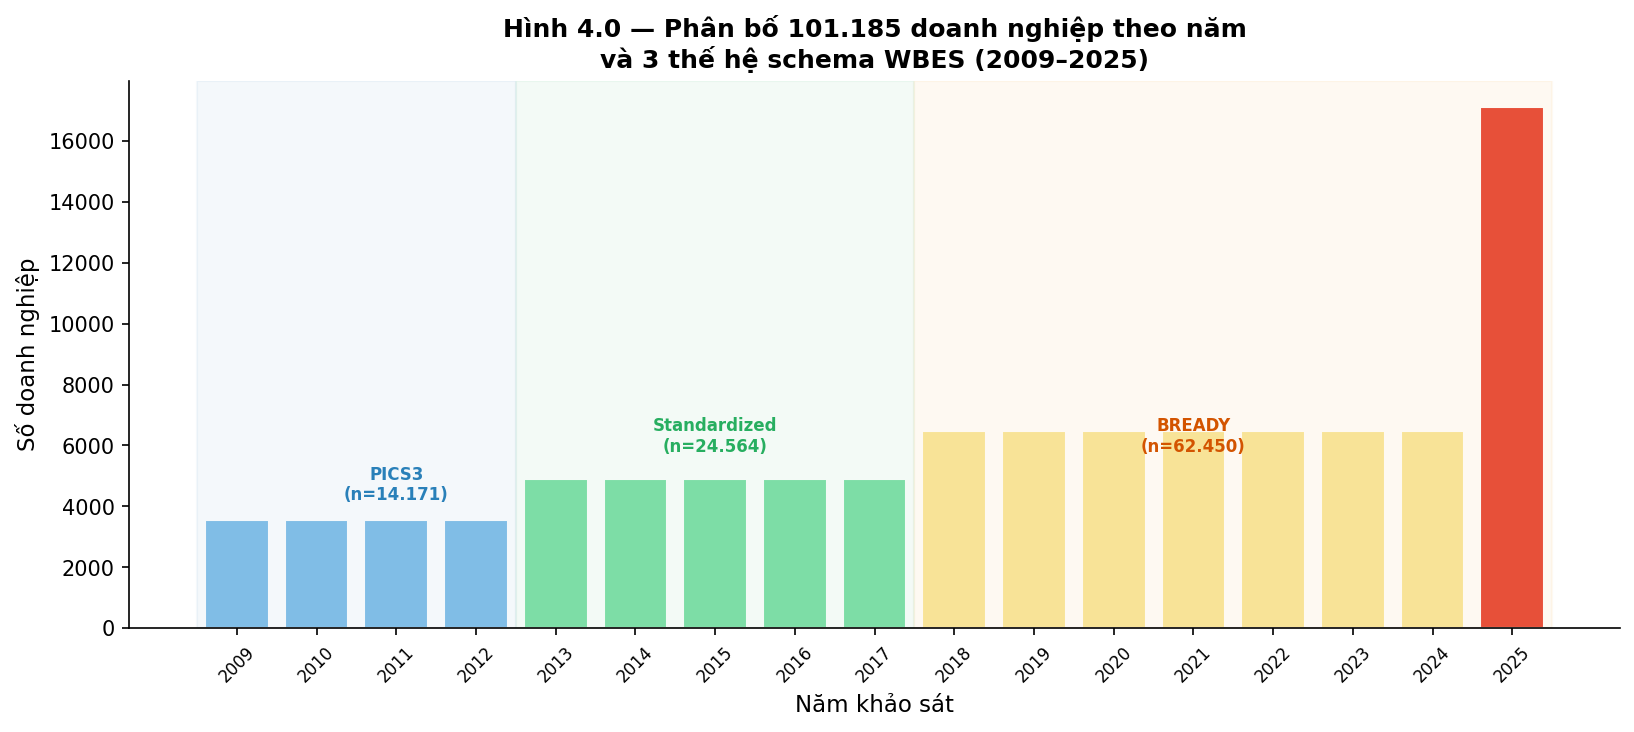 Hình 4.0 — Phân bố 101.185 doanh nghiệp theo năm
và 3 thế hệ schema WBES (2009–2025)
Số doanh nghiệp
16000
14000
12000
10000
8000
6000
4000
2000
0
PICS3
(n=14.171)
Standardized
(n=24.564)
BREADY
(n=62.450)
2009
2010
2011
2012
2013
2014
2015
2016
2017
2018
2019
2020
2021
2022
2023
2024
2025
Năm khảo sát